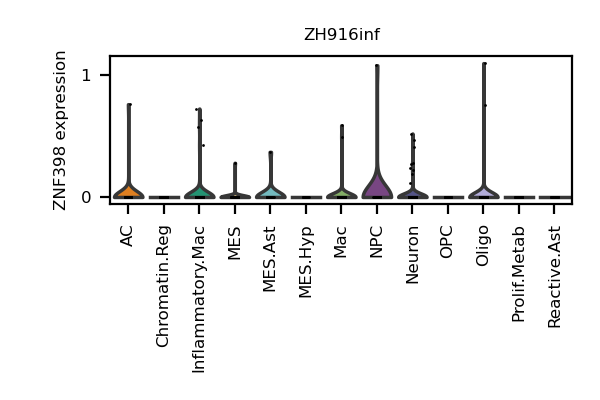 ZH916inf
ZNF398 expression
1
0
AC
Chromatin.Reg
Inflammatory.Mac
MES
MES.Ast
MES.Hyp
Mac
NPC
Neuron
OPC
Oligo
Prolif.Metab
Reactive.Ast